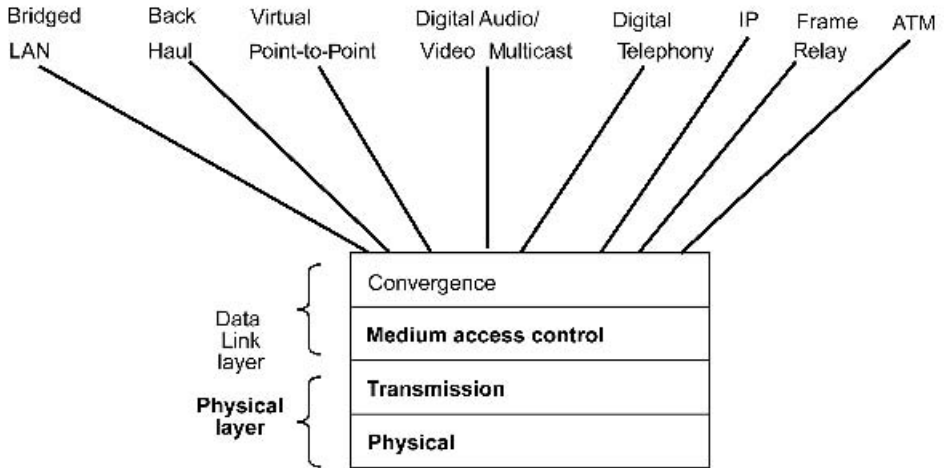 Bridged Back Virtual Digital Audio/ Digital IP Frame ATM
LAN Haul Point-to-Point Video Multicast Telephony Relay
Convergence
Data
Link
layer
Medium access control
Transmission
Physical
layer
Physical